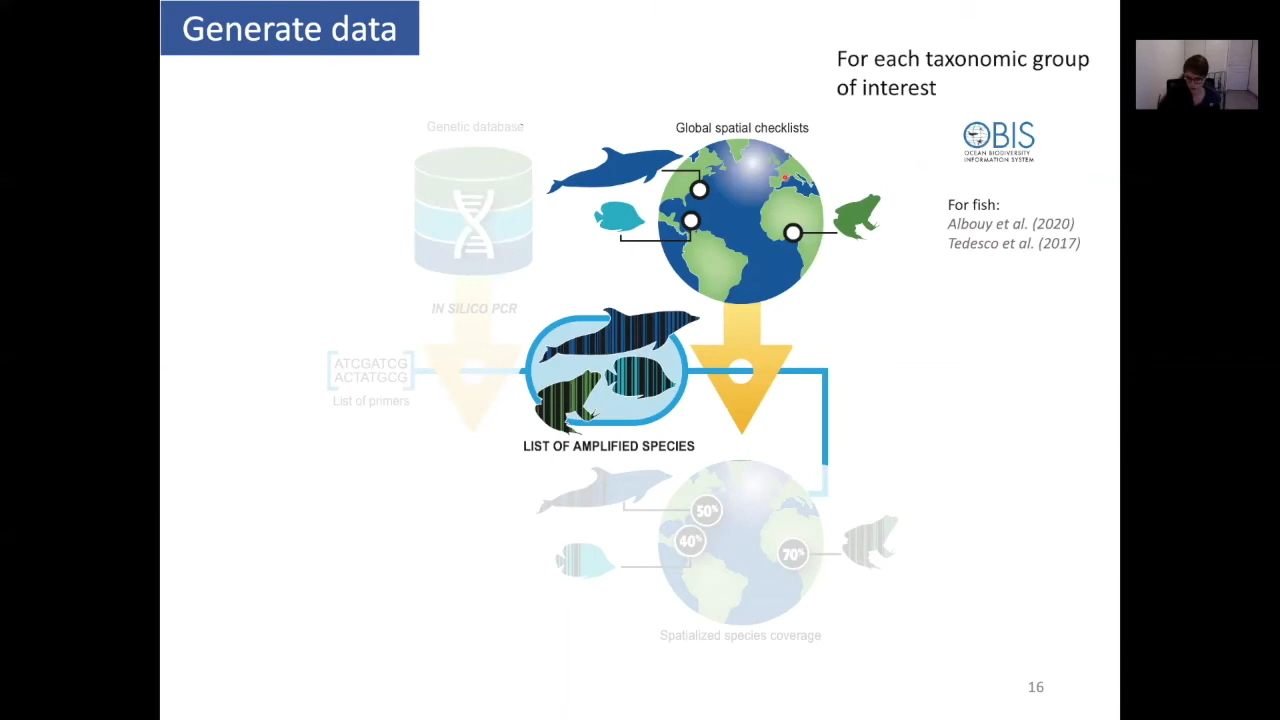 Generate data
For each taxonomic group
of interest
Genetic database
Global spatial checklists
OBIS
OCEAN BIODIVERSITY
INFORMATION SYSTEM
For fish:
Albouy et al. (2020)
Tedesco et al. (2017)
IN SILICO PCR
ATCGATCG
ACTATGCG
List of primers
LIST OF AMPLIFIED SPECIES
50%
40%
70%
Spatialized species coverage
16